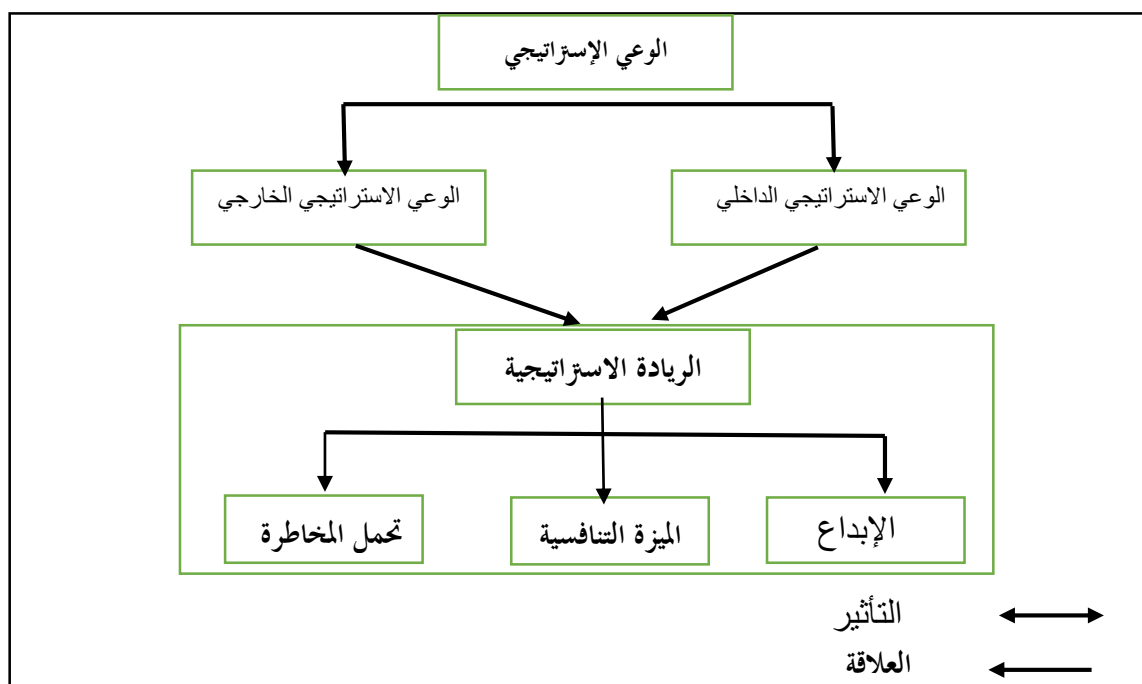 الوعي الإستراتيجي
الوعي الاستراتيجي الداخلي
الوعي الاستراتيجي الخارجي
الريادة الاستراتيجية
الإبداع
الميزة التنافسية
تحمل المخاطرة
التأثير
العلاقة